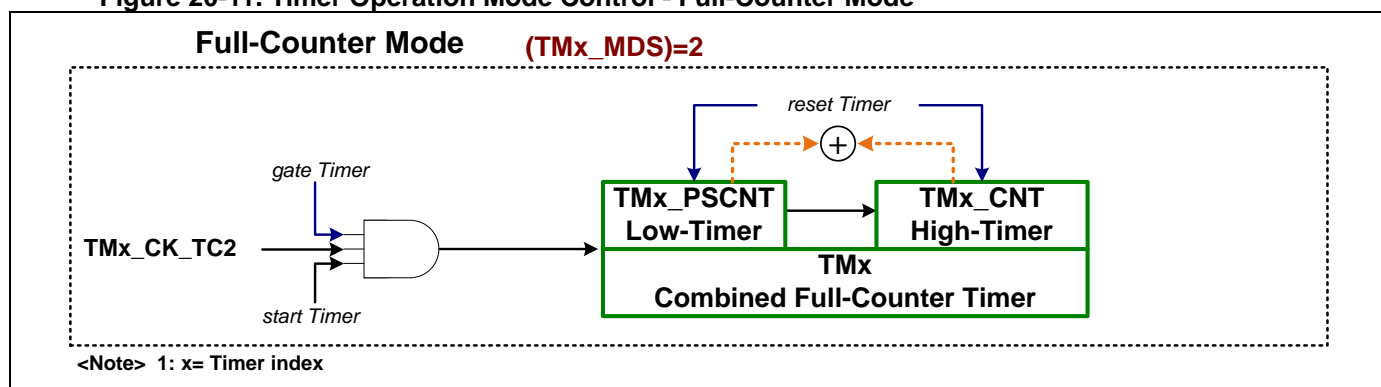 Figure 20-11: Timer Operation Mode Control - Full-Counter Mode
Full-Counter Mode (TMx_MDS)=2
reset Timer
+
gate Timer
TMx_PSCNT
Low-Timer
TMx_CNT
High-Timer
TMx_CK_TC2
TMx
Combined Full-Counter Timer
start Timer
<Note> 1: x= Timer index